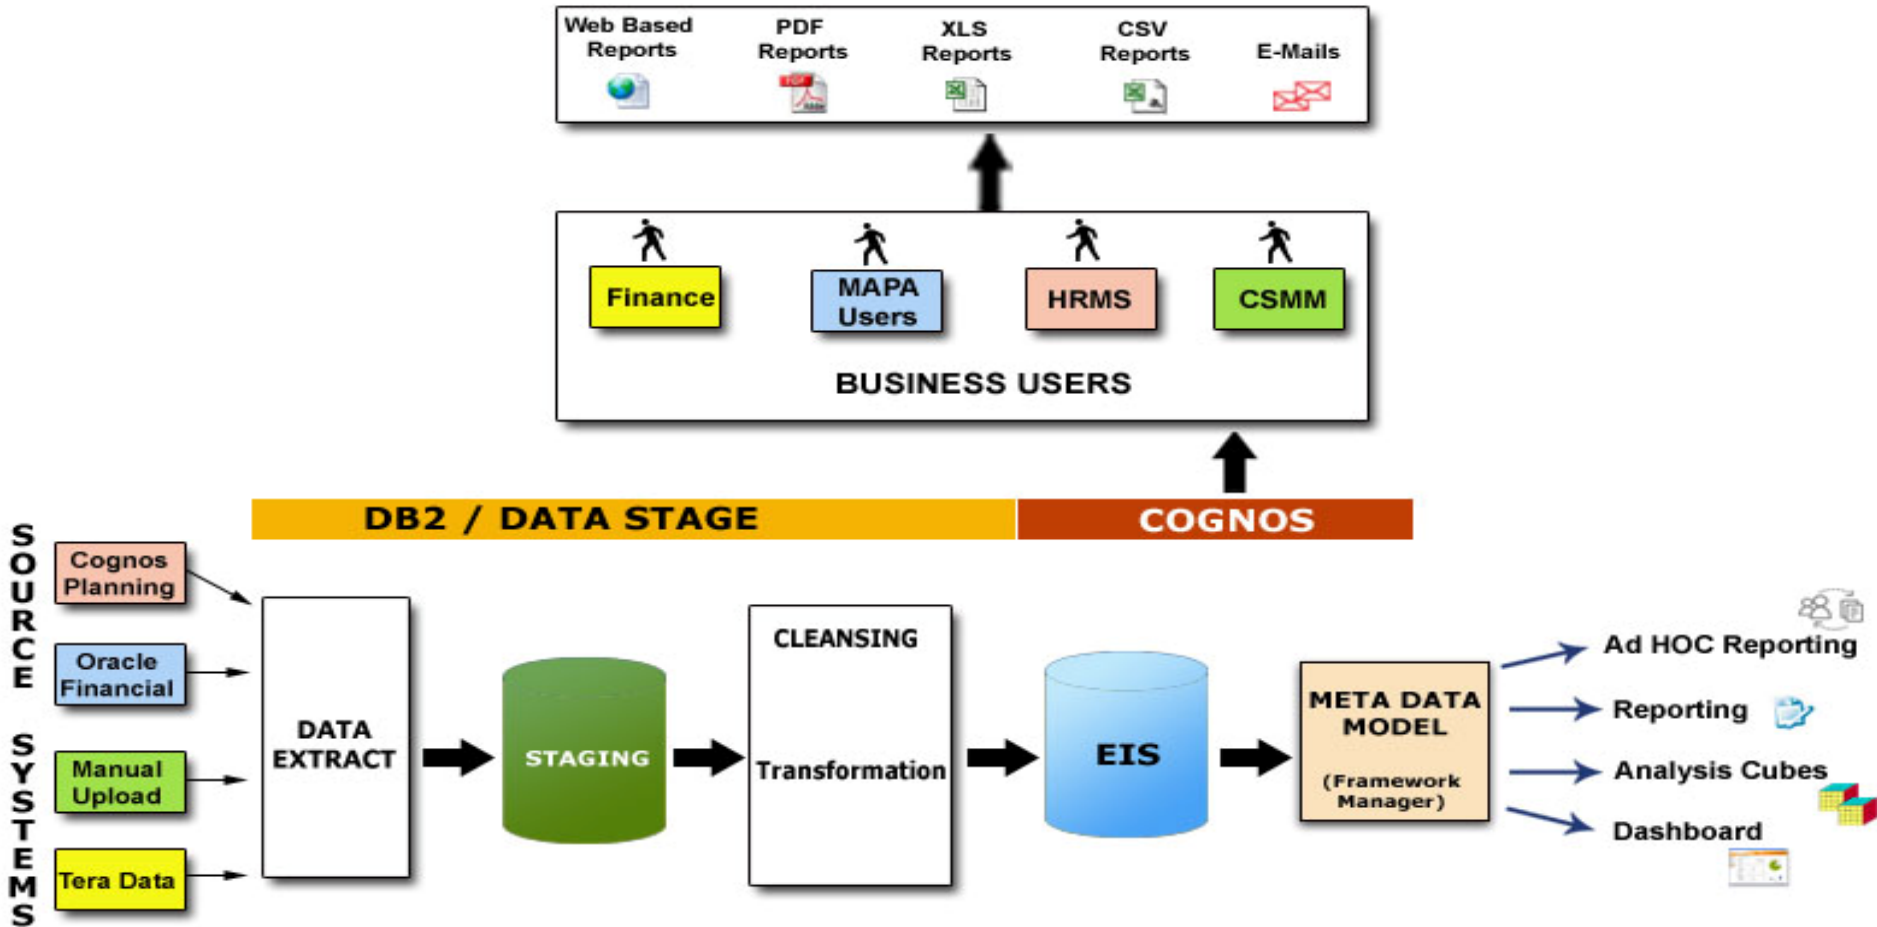 Web Based
Reports
PDF
Reports
XLS
Reports
CSV
Reports
E-Mails
Finance
MAPA
Users
HRMS
CSMM
BUSINESS USERS
DB2 / DATA STAGE
COGNOS
SOURCE
SYSTEMS
Cognos
Planning
Oracle
Financial
Manual
Upload
Tera Data
DATA
EXTRACT
STAGING
CLEANSING
Transformation
EIS
META DATA
MODEL
(Framework
Manager)
Ad HOC Reporting
Reporting
Analysis Cubes
Dashboard